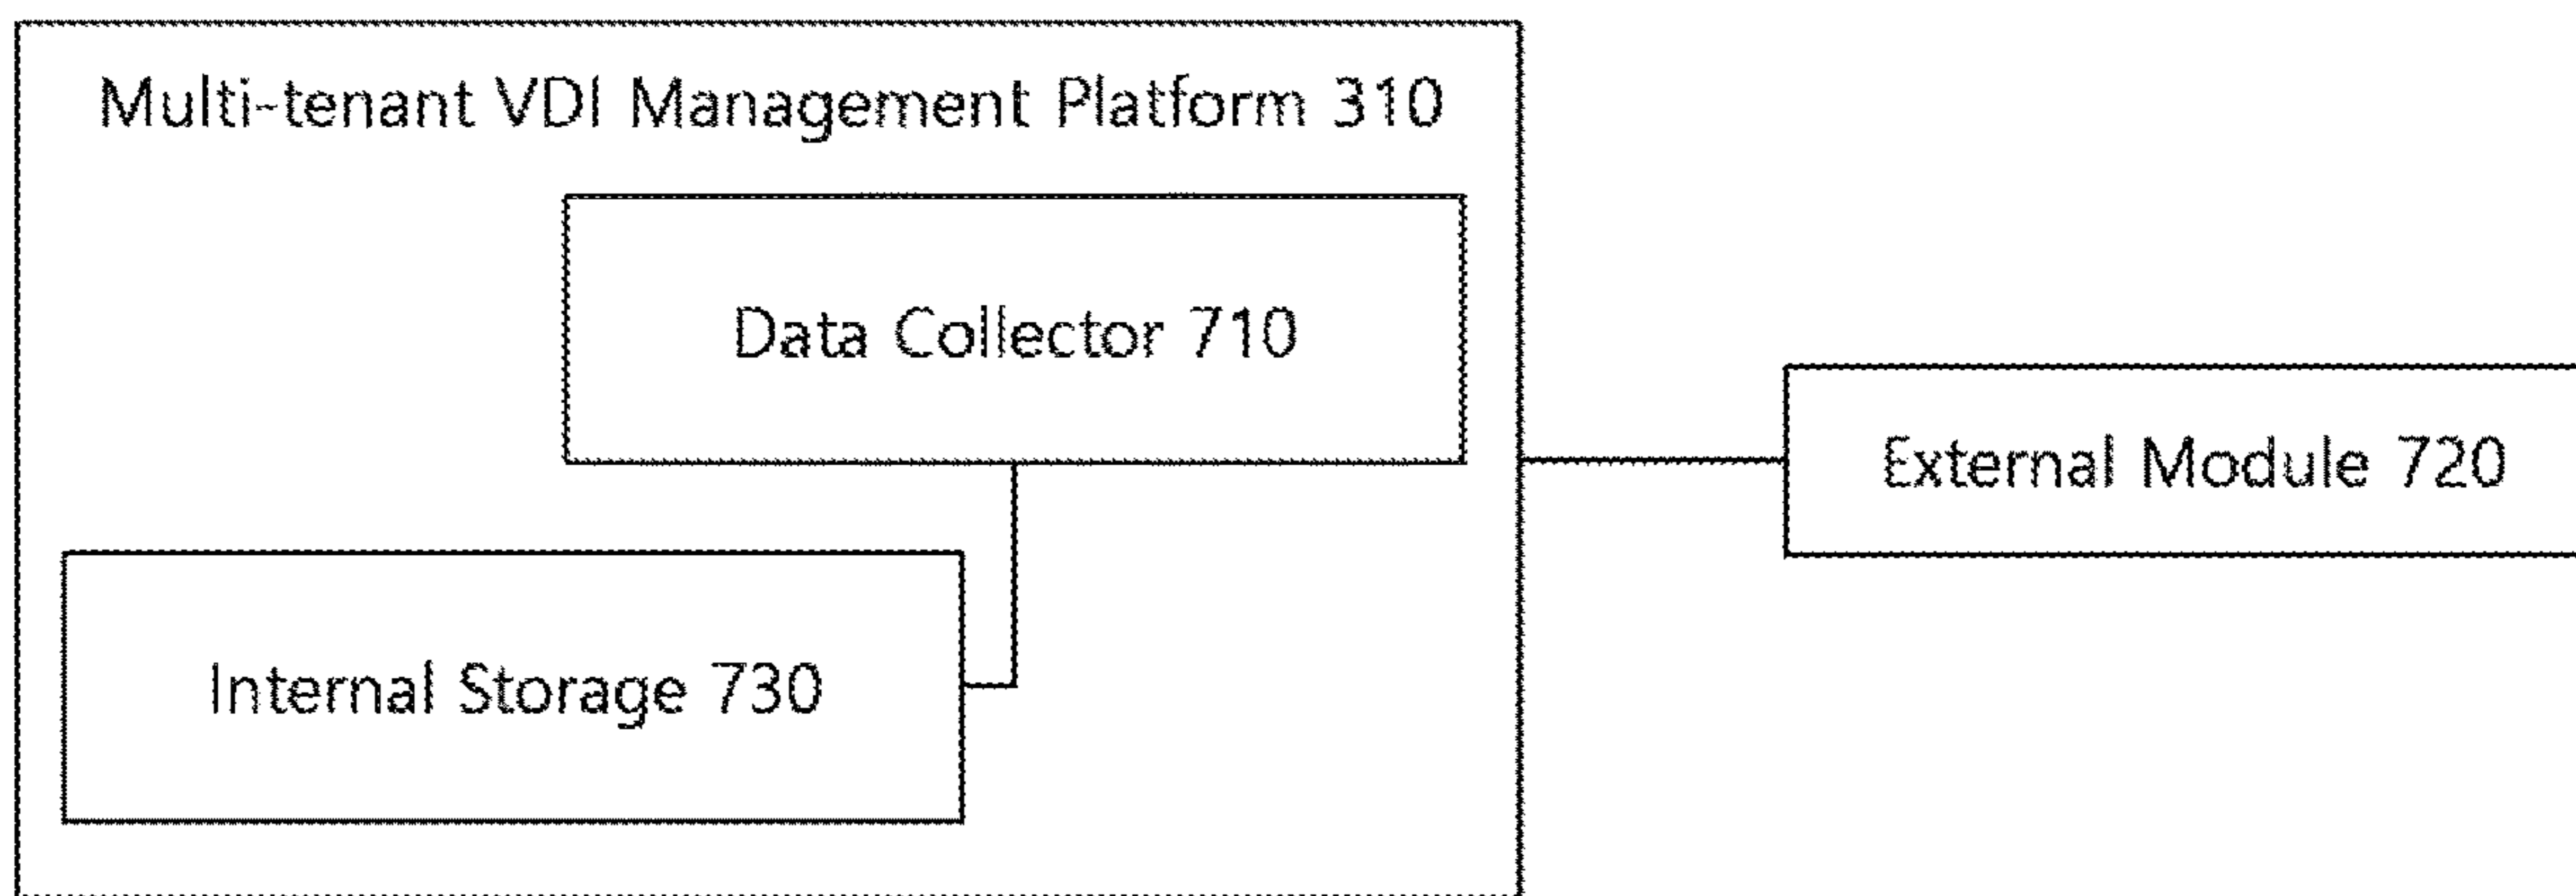 Multi-tenant VDI Management Platform 310
Data Collector 710
External Module 720
Internal Storage 730